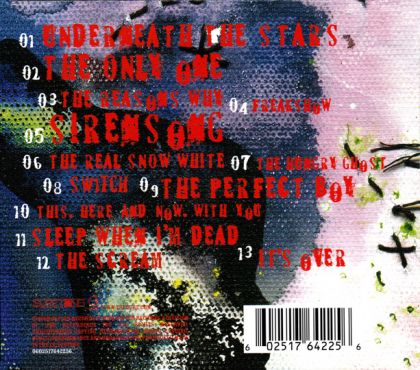 01 UNDERNEATH THE STARS
02 THE ONLY ONE
03 THE REASONS WHY
04 FREAKSHOW
05 SIRENSONG
06 THE REAL SNOW WHITE
07 THE HUNGRY GHOST
08 SWITCH
09 THE PERFECT BOY
10 THIS. HERE AND NOW. WITH YOU
11 SLEEP WHEN I'M DEAD
12 THE SCREAM
13 IT'S OVER
0602517642256
6 02517 64225 6